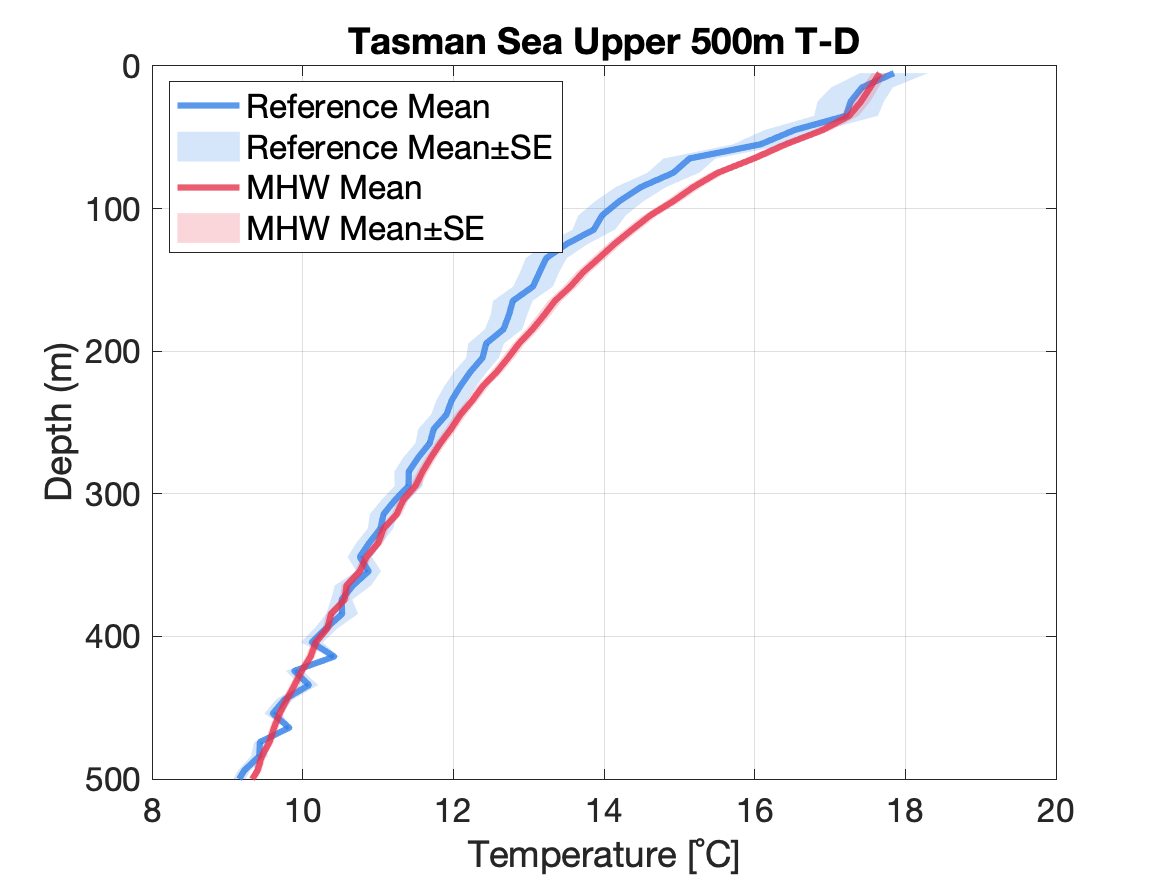 Tasman Sea Upper 500m T-D
Reference Mean
Reference Mean±SE
MHW Mean
MHW Mean±SE
Depth (m)
0
100
200
300
400
500
8 10 12 14 16 18 20
Temperature [°C]